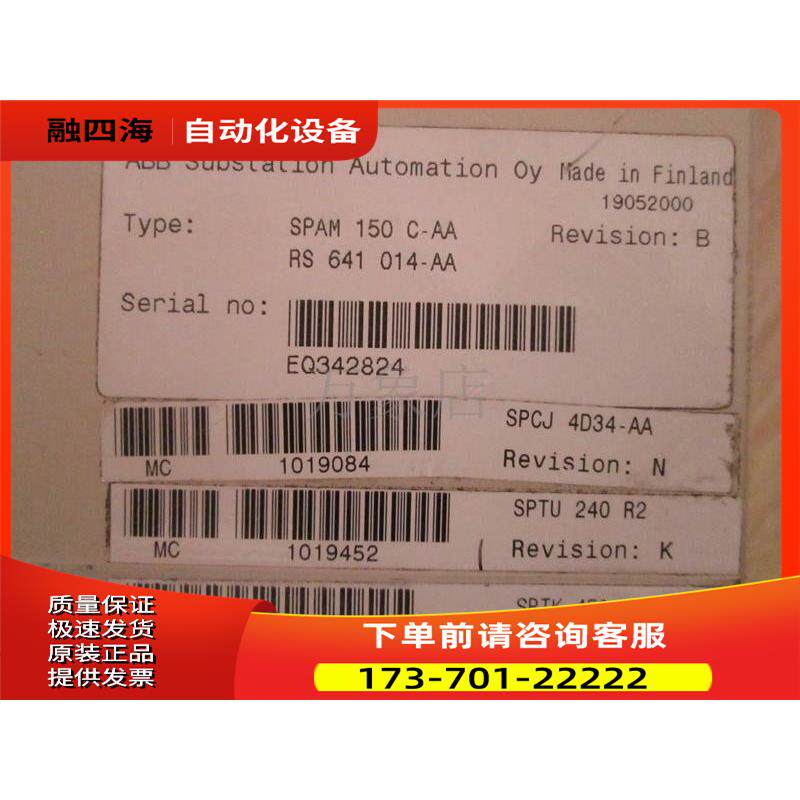 融四海 自动化设备
ABB Substation Automation Oy Made in Finland
19052000
Type: SPAM 150 C-AA Revision: B
RS 641 014-AA
Serial no:
EQ342824
万象店
SPCJ 4D34-AA
MC 1019084 Revision: N
SPTU 240 R2
MC 1019452 Revision: K
质量保证
极速发货
原装正品
提供发票
下单前请咨询客服
173-701-22222